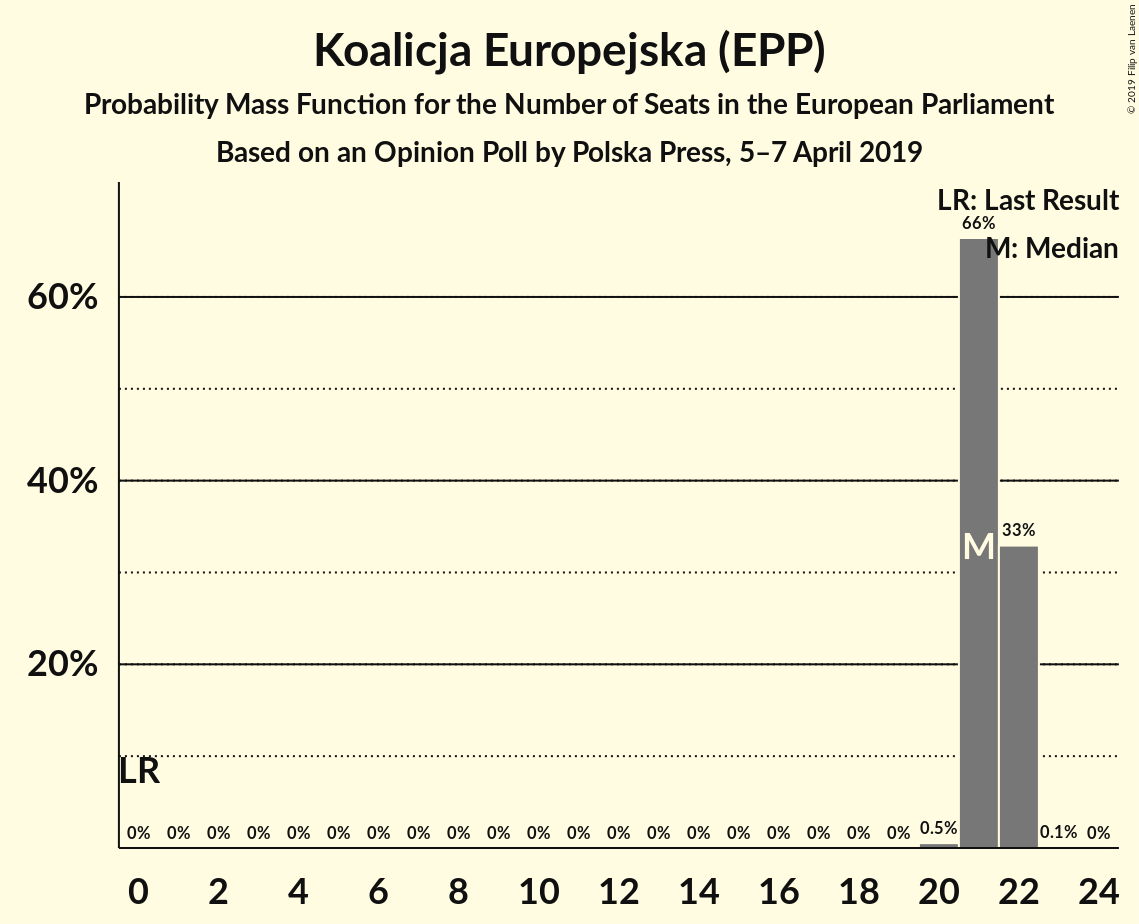 Koalicja Europejska (EPP)
Probability Mass Function for the Number of Seats in the European Parliament
Based on an Opinion Poll by Polska Press, 5–7 April 2019
© 2019 Filip van Laenen
LR: Last Result
M: Median
66%
60%
40%
33%
M
20%
LR
0% 0% 0% 0% 0% 0% 0% 0% 0% 0% 0% 0% 0% 0% 0% 0% 0% 0% 0% 0% 0.5% 0.1% 0%
0 2 4 6 8 10 12 14 16 18 20 22 24